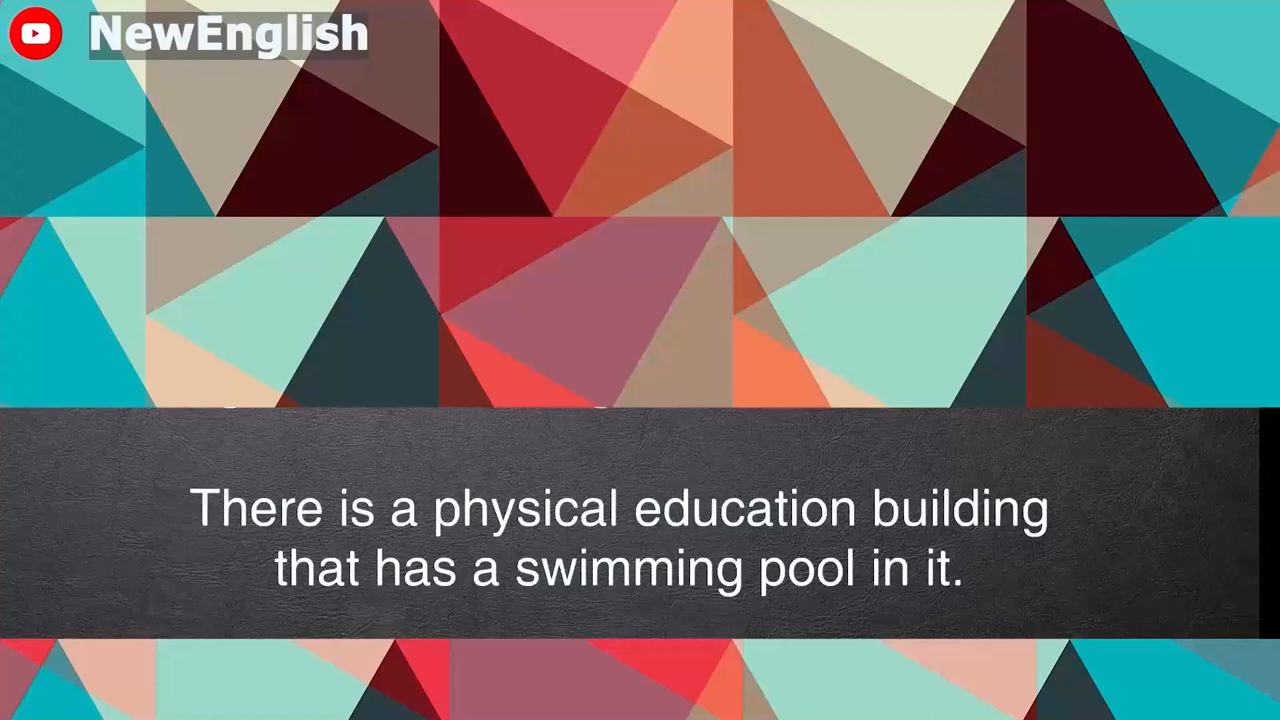 NewEnglish
There is a physical education building
that has a swimming pool in it.